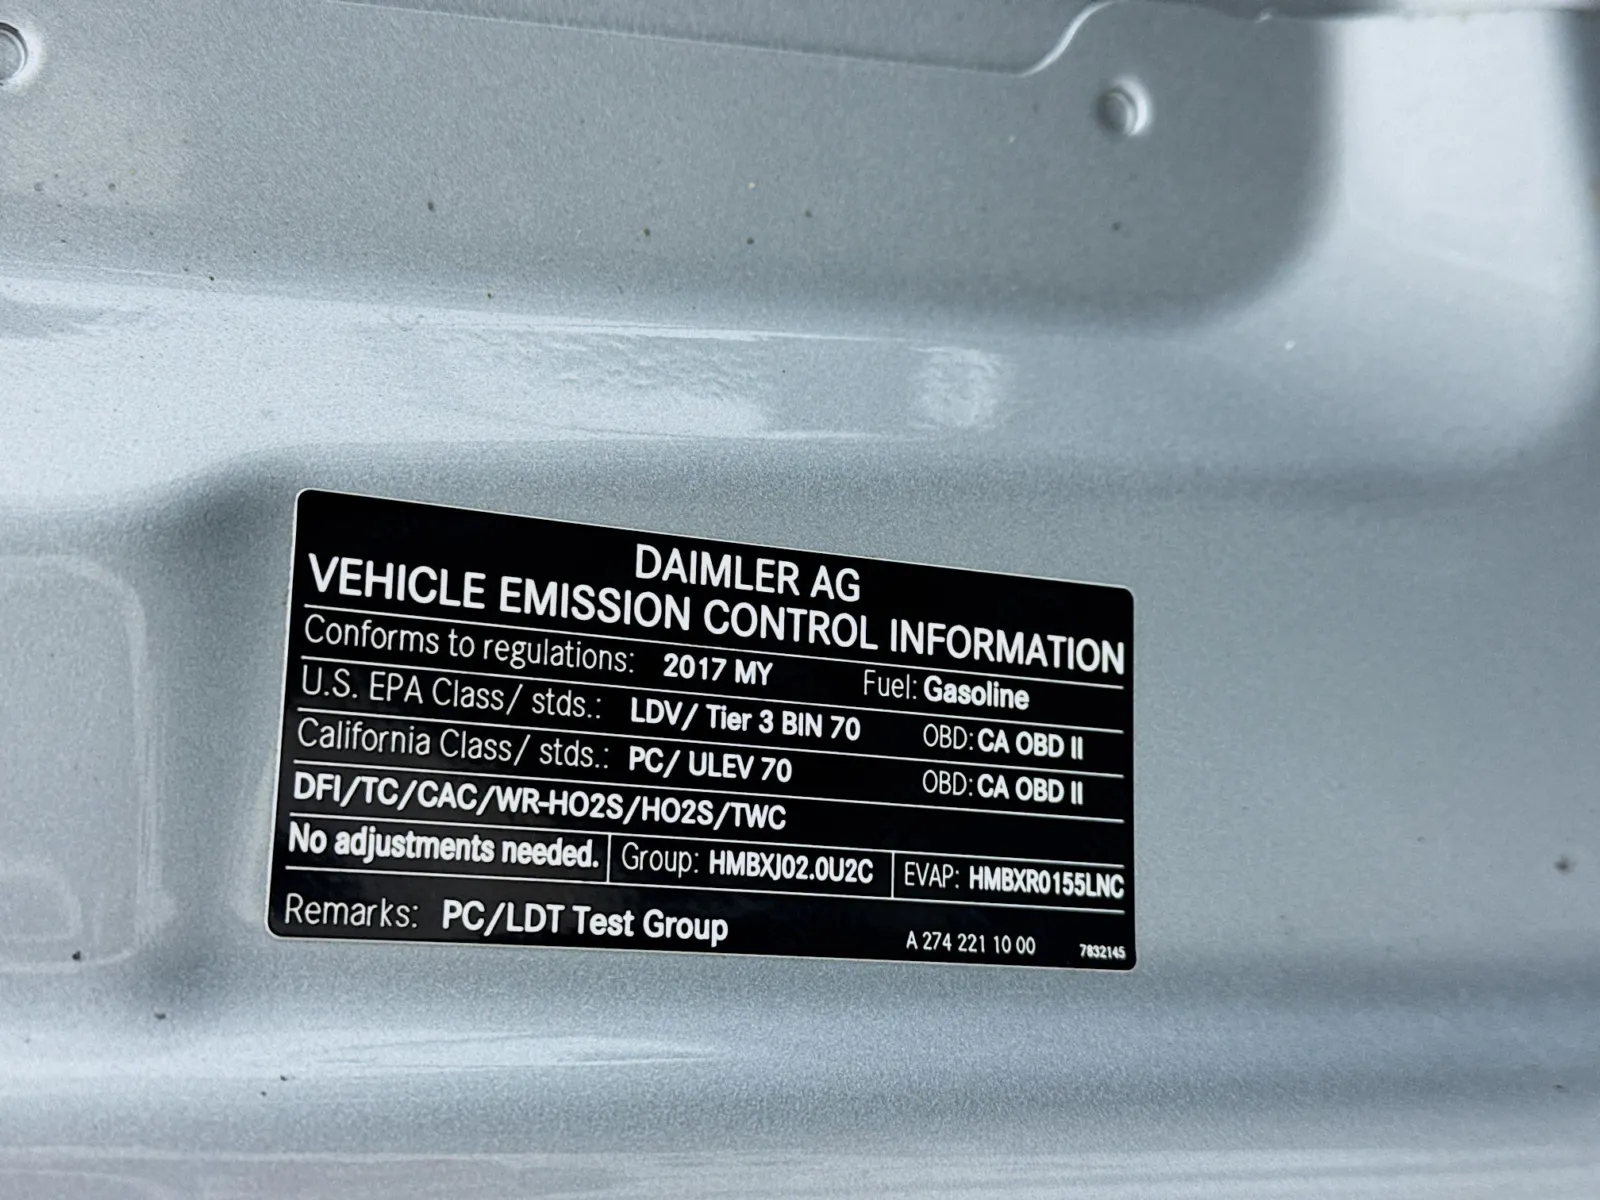 DAIMLER AG
VEHICLE EMISSION CONTROL INFORMATION
Conforms to regulations: 2017 MY Fuel: Gasoline
U.S. EPA Class/ stds.: LDV/ Tier 3 BIN 70 OBD: CA OBD II
California Class/ stds.: PC/ ULEV 70 OBD: CA OBD II
DFI/TC/CAC/WR-HO2S/HO2S/TWC
No adjustments needed. Group: HMBXJ02.0U2C EVAP: HMBXR0155LNC
Remarks: PC/LDT Test Group A 274 221 10 00 7832145